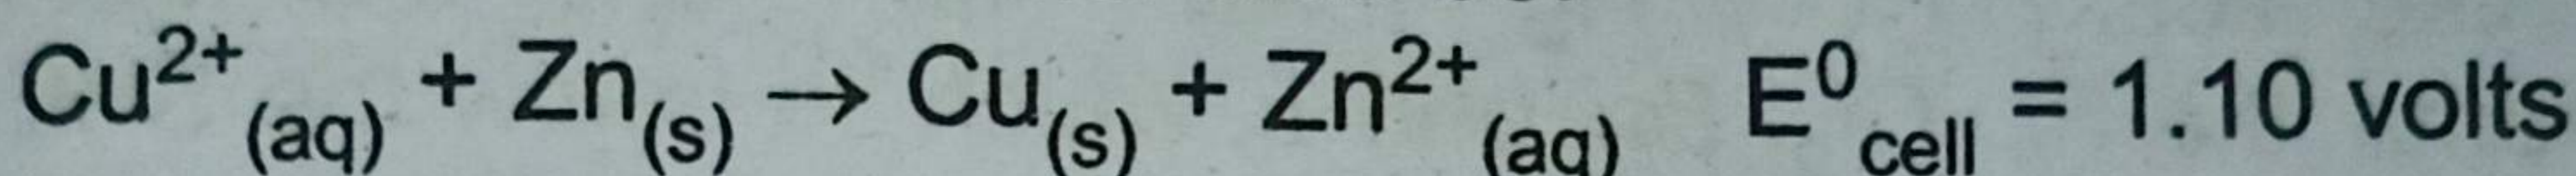 Cu²⁺(aq) + Zn(s) → Cu(s) + Zn²⁺(aq) E⁰cell = 1.10 volts